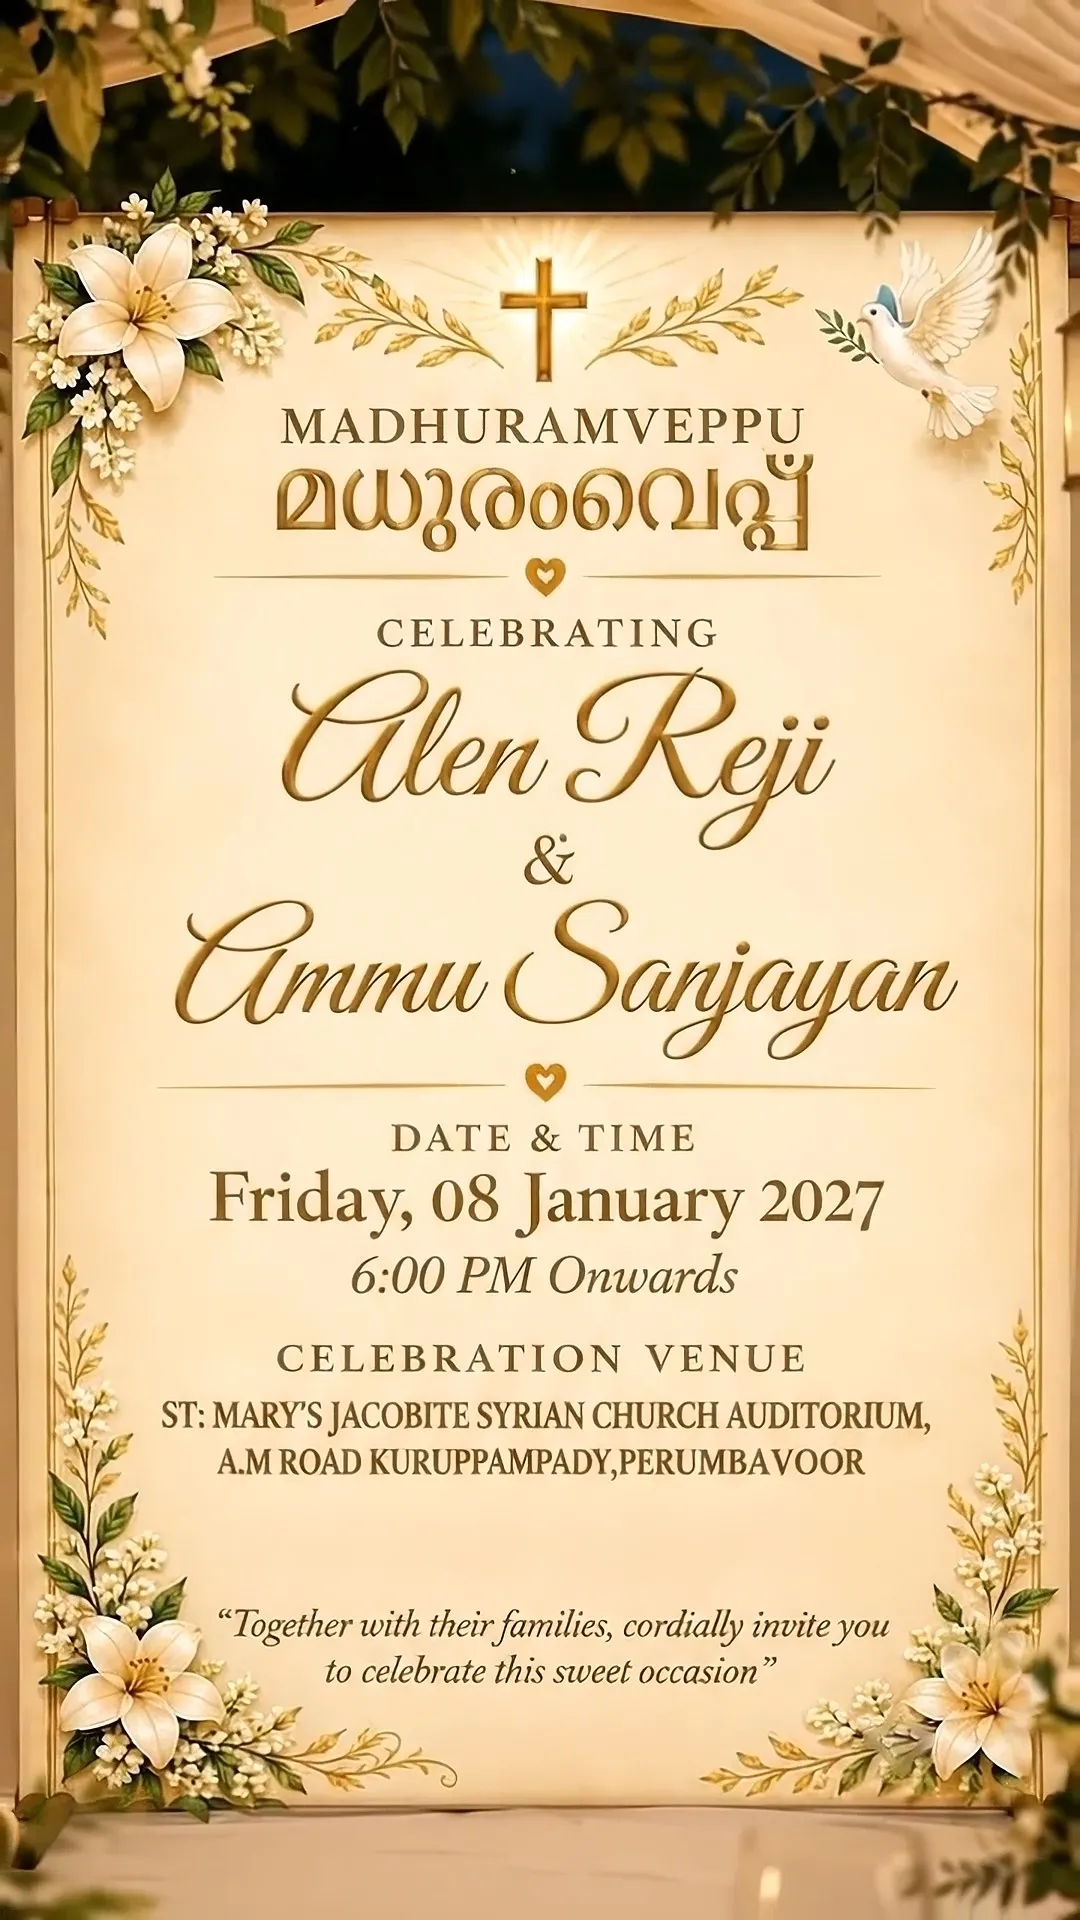 MADHURAMVEPPU
മധുരംവെപ്പ്
CELEBRATING
Alen Reji
&
Ammu Sanjayan
DATE & TIME
Friday, 08 January 2027
6:00 PM Onwards
CELEBRATION VENUE
ST: MARY'S JACOBITE SYRIAN CHURCH AUDITORIUM,
A.M ROAD KURUPPAMPADY,PERUMBAVOOR
“Together with their families, cordially invite you
to celebrate this sweet occasion”